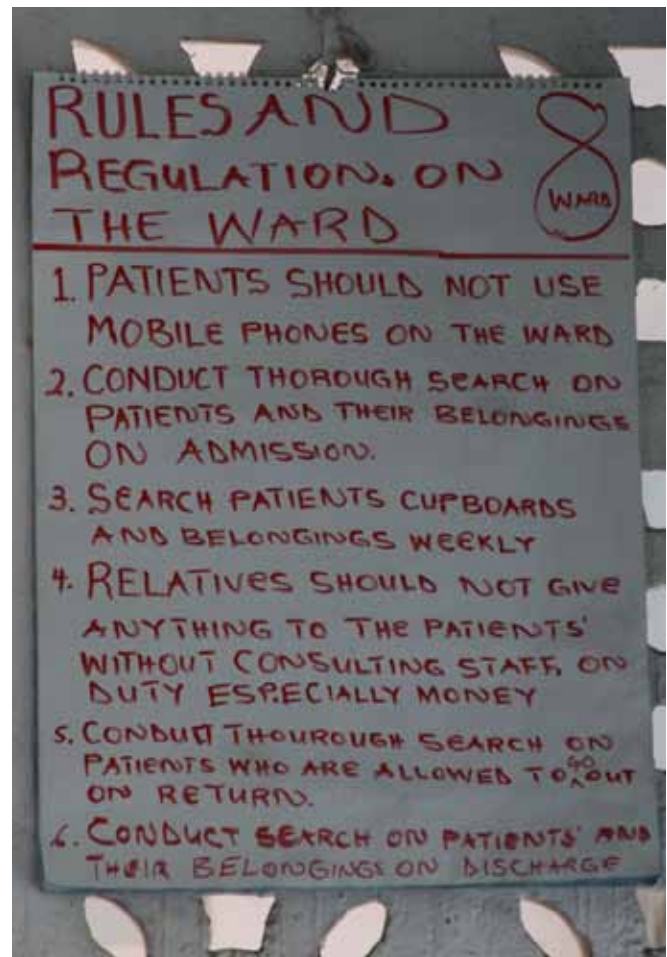 RULES AND
REGULATION. ON
THE WARD
8
WARD
1. PATIENTS SHOULD NOT USE
MOBILE PHONES ON THE WARD
2. CONDUCT THOROUGH SEARCH ON
PATIENTS AND THEIR BELONGINGS
ON ADMISSION.
3. SEARCH PATIENTS CUPBOARDS
AND BELONGINGS WEEKLY
4. RELATIVES SHOULD NOT GIVE
ANYTHING TO THE PATIENTS'
WITHOUT CONSULTING STAFF, ON
DUTY ESPECIALLY MONEY
5. CONDUCT THOUROUGH SEARCH ON
PATIENTS WHO ARE ALLOWED TO GO OUT
ON RETURN.
6. CONDUCT SEARCH ON PATIENTS' AND
THEIR BELONGINGS ON DISCHARGE